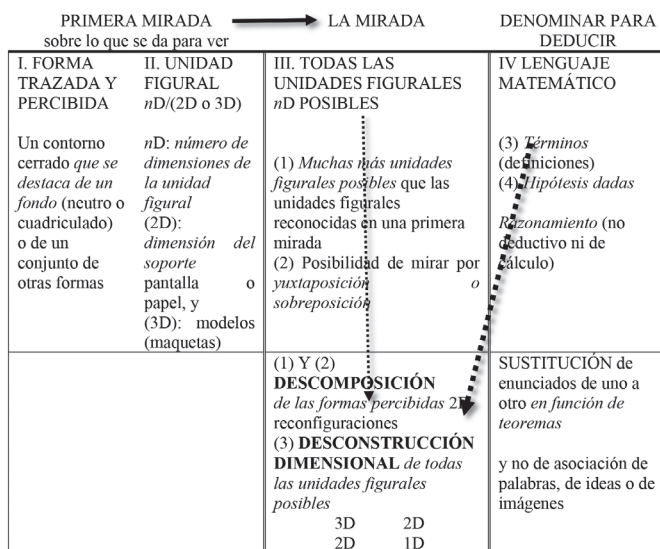 PRIMERA MIRADA
sobre lo que se da para ver
LA MIRADA
DENOMINAR PARA
DEDUCIR
I. FORMA
TRAZADA Y
PERCIBIDA
Un contorno
cerrado que se
destaca de un
fondo (neutro o
cuadriculado)
o de un
conjunto de
otras formas
II. UNIDAD
FIGURAL
nD/(2D o 3D)
nD: número de
dimensiones de
la unidad
figural
(2D):
dimensión del
soporte
pantalla o
papel, y
(3D): modelos
(maquetas)
III. TODAS LAS
UNIDADES FIGURALES
nD POSIBLES
(1) Muchas más unidades
figurales posibles que las
unidades figurales
reconocidas en una primera
mirada
(2) Posibilidad de mirar por
yuxtaposición o
sobreposición
IV LENGUAJE
MATEMÁTICO
(3) Términos
(definiciones)
(4) Hipótesis dadas
Razonamiento (no
deductivo ni de
cálculo)
(1) Y (2)
DESCOMPOSICIÓN
de las formas percibidas 2D
reconfiguraciones
(3) DESCONSTRUCCIÓN
DIMENSIONAL de todas
las unidades figurales
posibles
3D 2D
2D 1D
SUSTITUCIÓN de
enunciados de uno a
otro en función de
teoremas
y no de asociación de
palabras, de ideas o de
imágenes